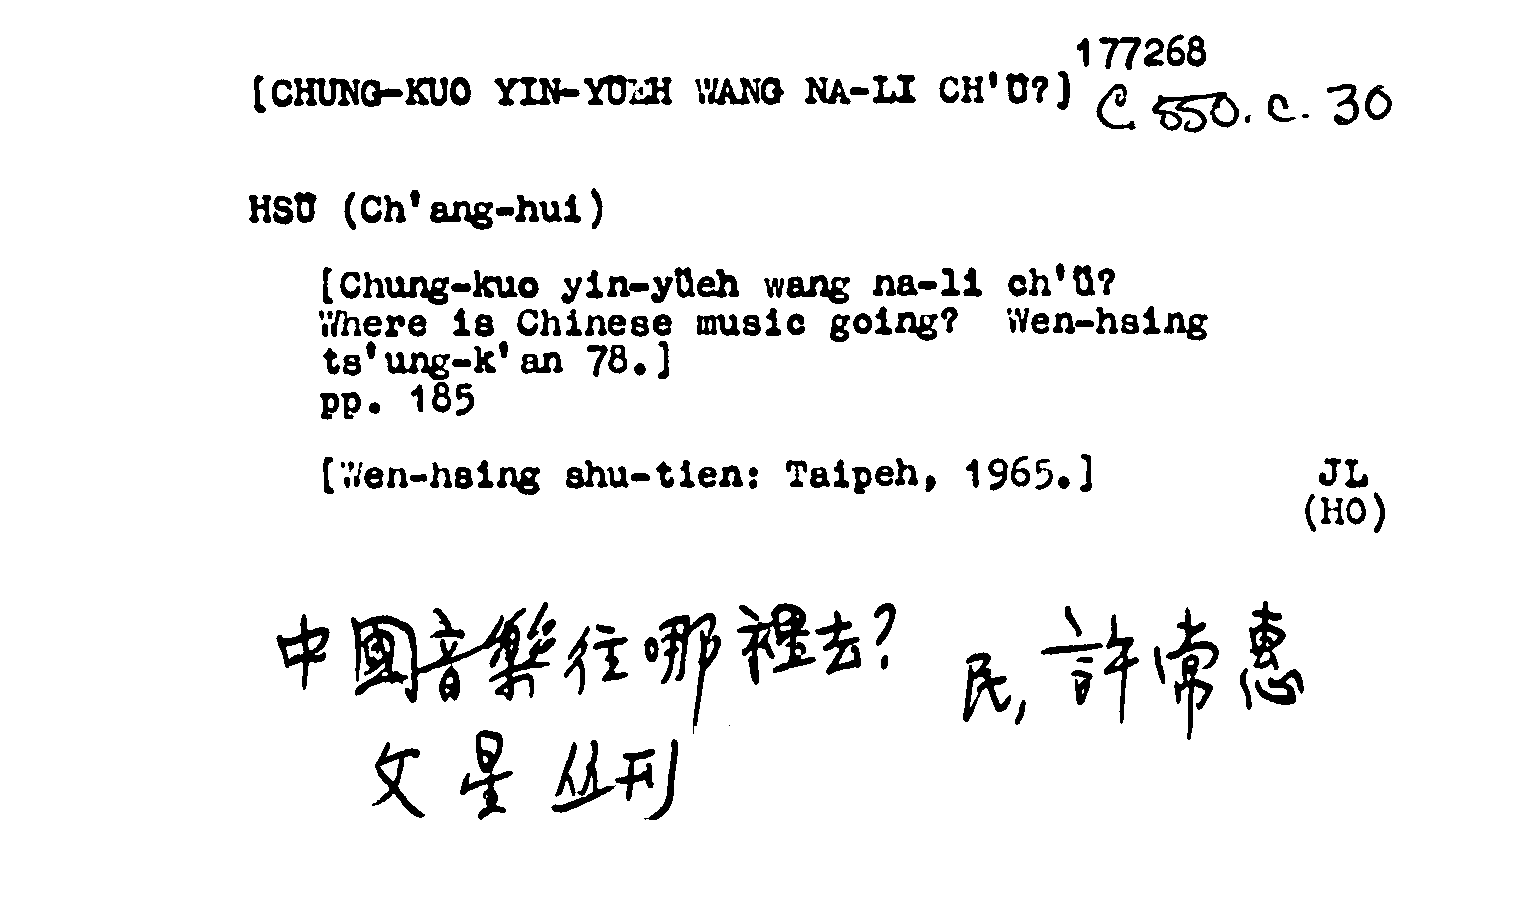 177268
[CHUNG-KUO YIN-YÜEH WANG NA-LI CH'Ü?] C. 550. c. 30
HSÜ (Ch'ang-hui)
[Chung-kuo yin-yüeh wang na-li ch'ü?
Where is Chinese music going? Wen-hsing
ts'ung-k'an 78.]
pp. 185
[Wen-hsing shu-tien: Taipeh, 1965.] JL
(HO)
中國音樂往哪裡去? 民, 許常惠
文星丛刊